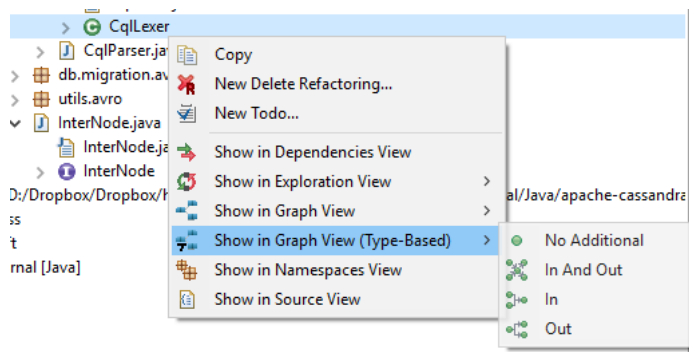 CqlLexer
CqlParser.ja
db.migration.av
utils.avro
InterNode.java
InterNode.ja
InterNode
D:/Dropbox/Dropbox/h
al/Java/apache-cassandra
ss
ft
rnal [Java]
Copy
New Delete Refactoring...
New Todo...
Show in Dependencies View
Show in Exploration View
Show in Graph View
Show in Graph View (Type-Based)
Show in Namespaces View
Show in Source View
No Additional
In And Out
In
Out